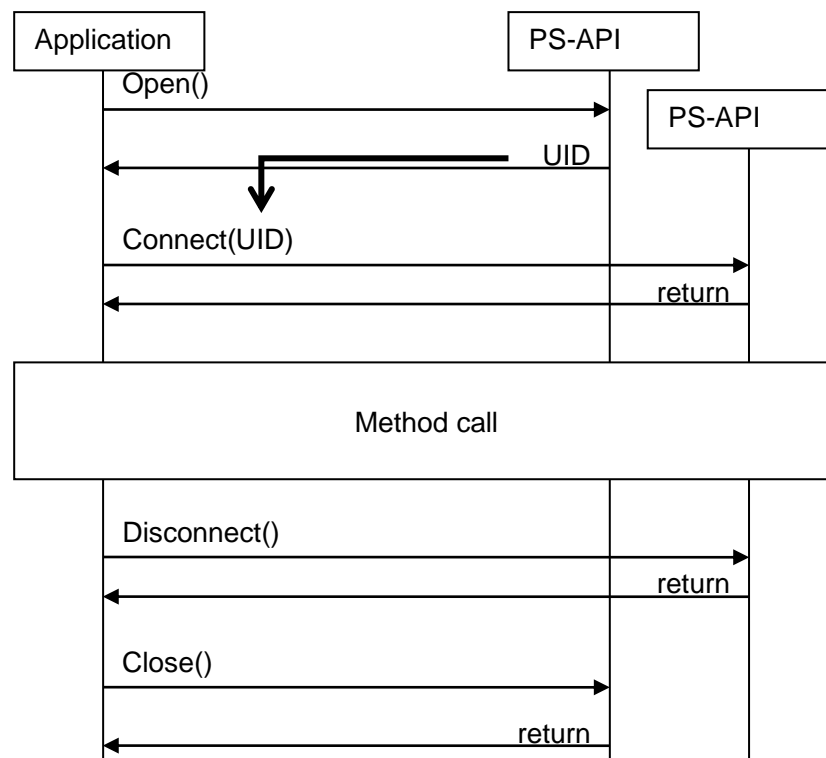 Application
PS-API
Open()
PS-API
UID
Connect(UID)
return
Method call
Disconnect()
return
Close()
return